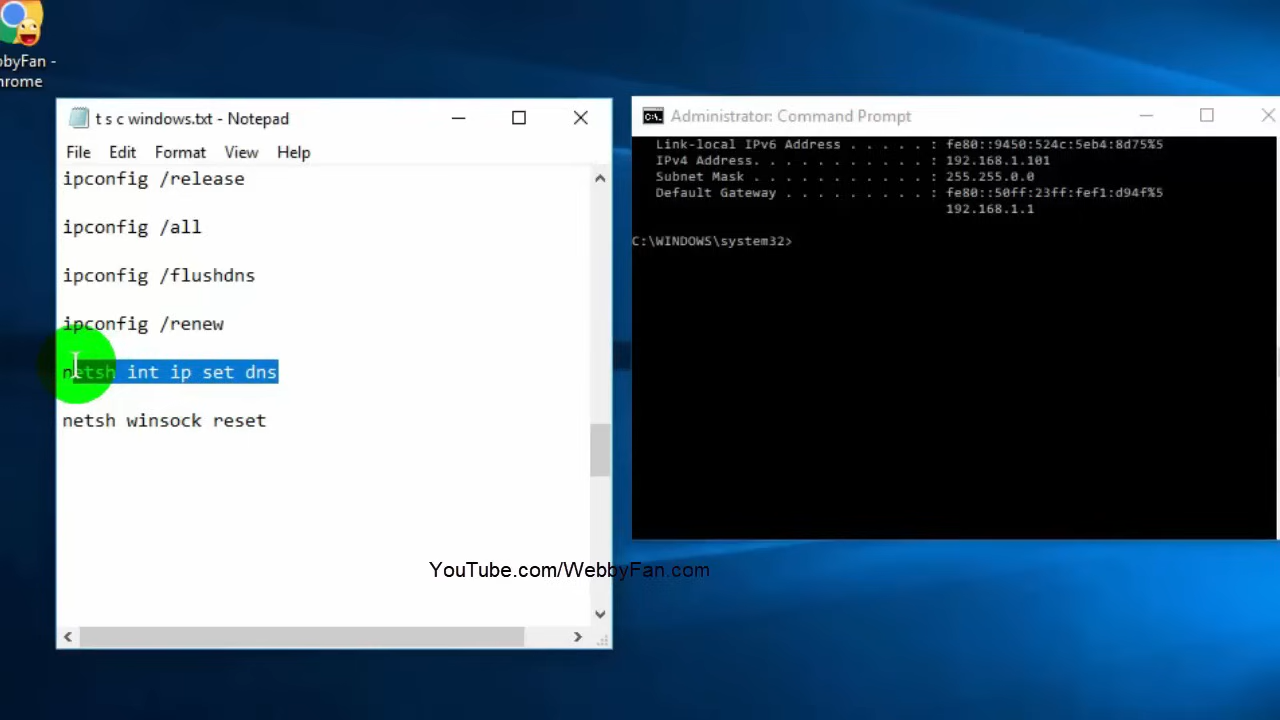 bbyFan -
hrome
t s c windows.txt - Notepad
File Edit Format View Help
ipconfig /release
ipconfig /all
ipconfig /flushdns
ipconfig /renew
netsh int ip set dns
netsh winsock reset
Administrator: Command Prompt
Link-local IPv6 Address . . . . . : fe80::9450:524c:5eb4:8d75%5
IPv4 Address. . . . . . . . . . . : 192.168.1.101
Subnet Mask . . . . . . . . . . . : 255.255.0.0
Default Gateway . . . . . . . . . : fe80::50ff:23ff:fef1:d94f%5
192.168.1.1
C:\WINDOWS\system32>
YouTube.com/WebbyFan.com